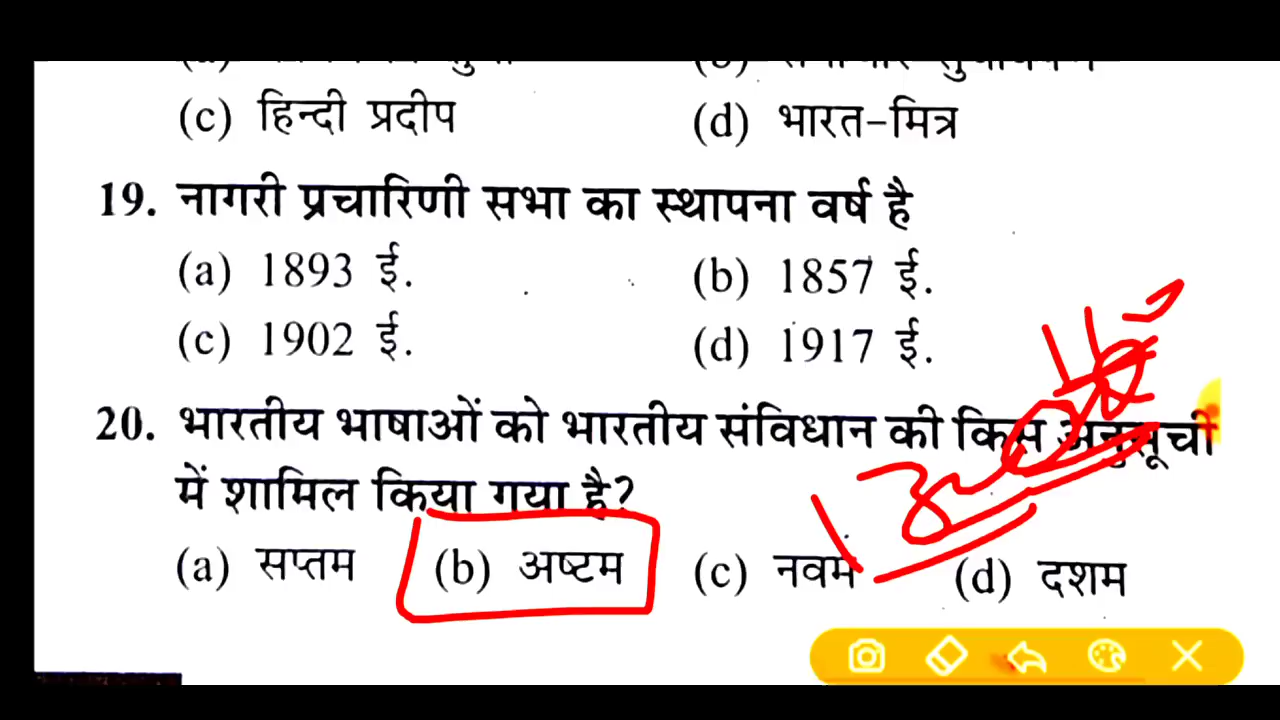 (c) हिन्दी प्रदीप (d) भारत-मित्र
19. नागरी प्रचारिणी सभा का स्थापना वर्ष है
(a) 1893 ई. (b) 1857 ई.
(c) 1902 ई. (d) 1917 ई.
20. भारतीय भाषाओं को भारतीय संविधान की किस अनुसूची
में शामिल किया गया है?
(a) सप्तम (b) अष्टम (c) नवम (d) दशम